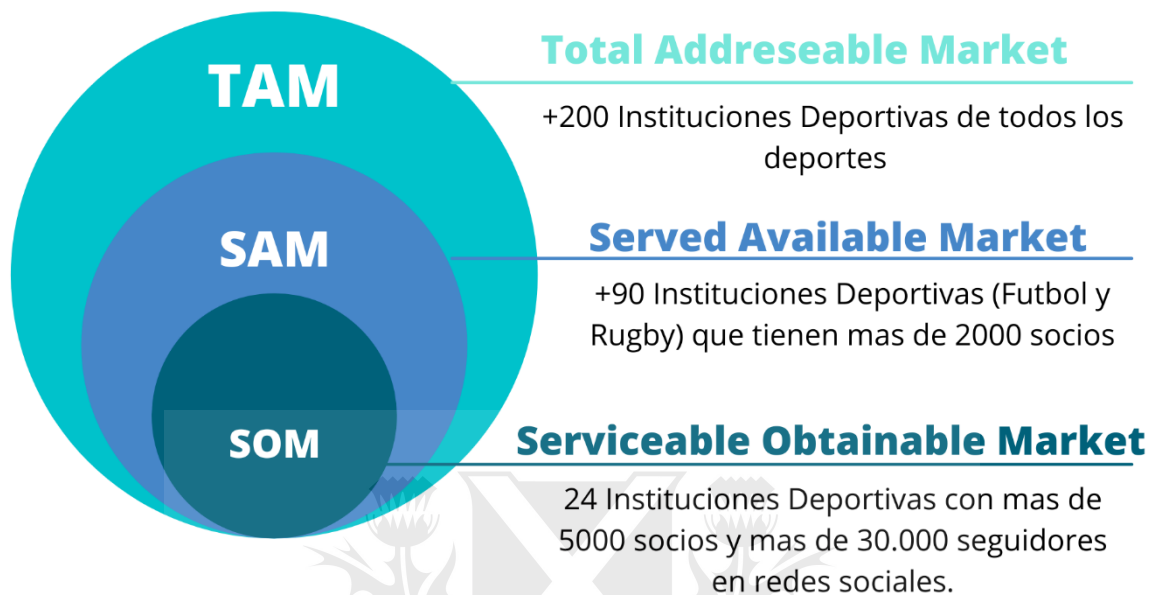 TAM
Total Addreseable Market
+200 Instituciones Deportivas de todos los
deportes
SAM
Served Available Market
+90 Instituciones Deportivas (Futbol y
Rugby) que tienen mas de 2000 socios
SOM
Serviceable Obtainable Market
24 Instituciones Deportivas con mas de
5000 socios y mas de 30.000 seguidores
en redes sociales.